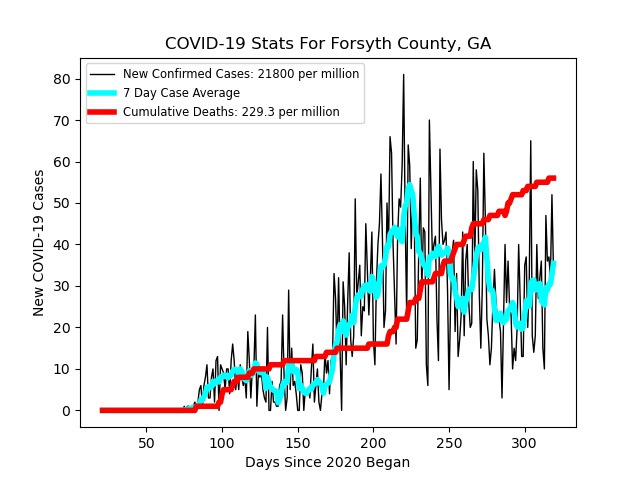 COVID-19 Stats For Forsyth County, GA
New Confirmed Cases: 21800 per million
7 Day Case Average
Cumulative Deaths: 229.3 per million
80
70
60
50
40
30
20
10
0
New COVID-19 Cases
50 100 150 200 250 300
Days Since 2020 Began